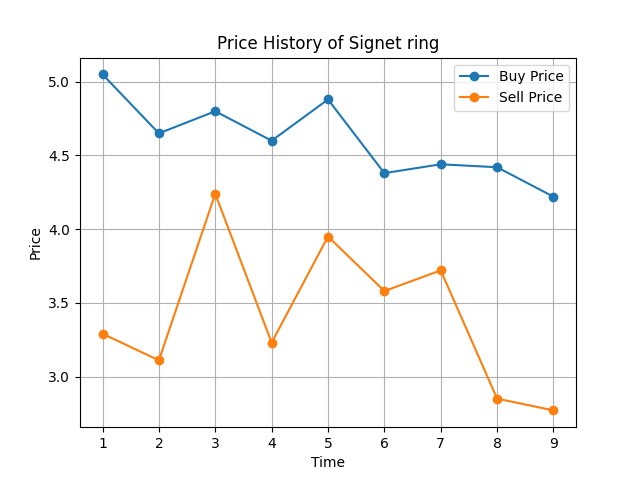 Price History of Signet ring
Buy Price
Sell Price
Price
5.0
4.5
4.0
3.5
3.0
1 2 3 4 5 6 7 8 9
Time